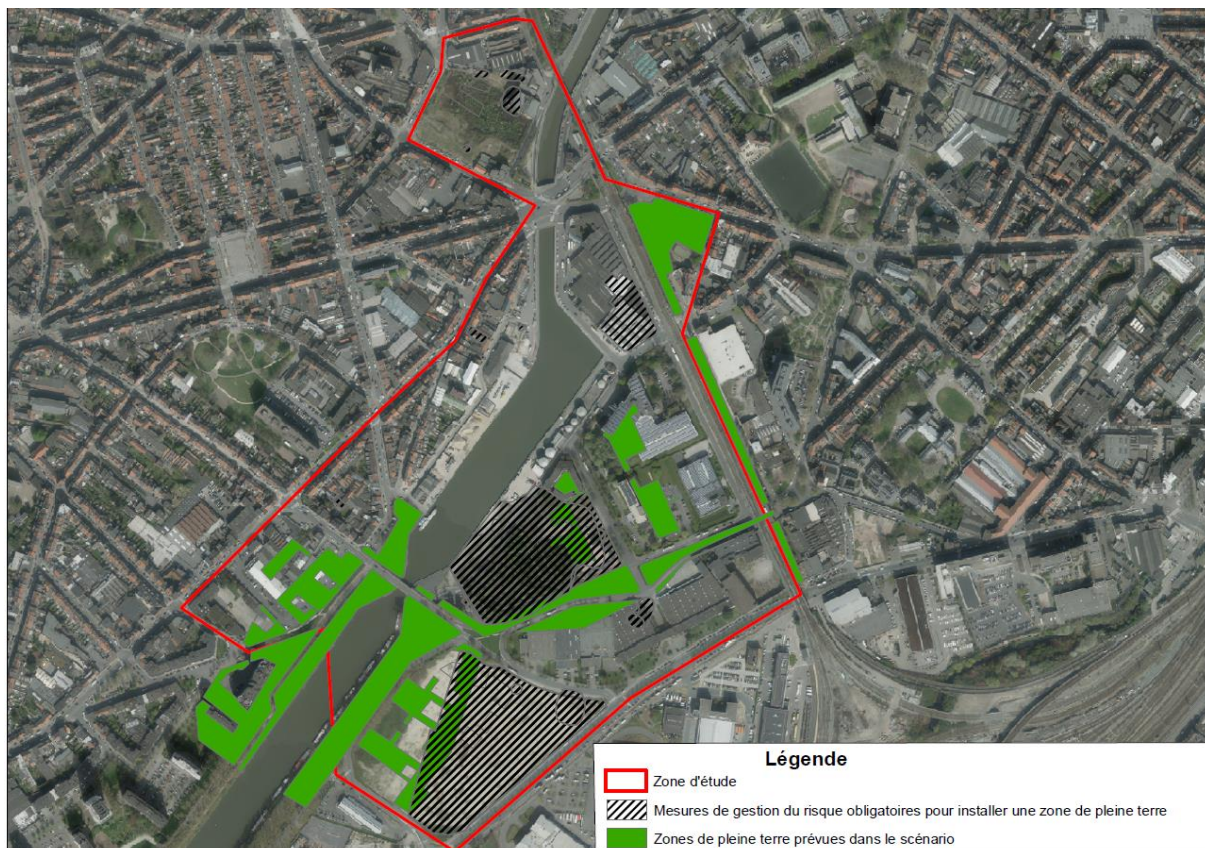 Légende
Zone d'étude
Mesures de gestion du risque obligatoires pour installer une zone de pleine terre
Zones de pleine terre prévues dans le scénario